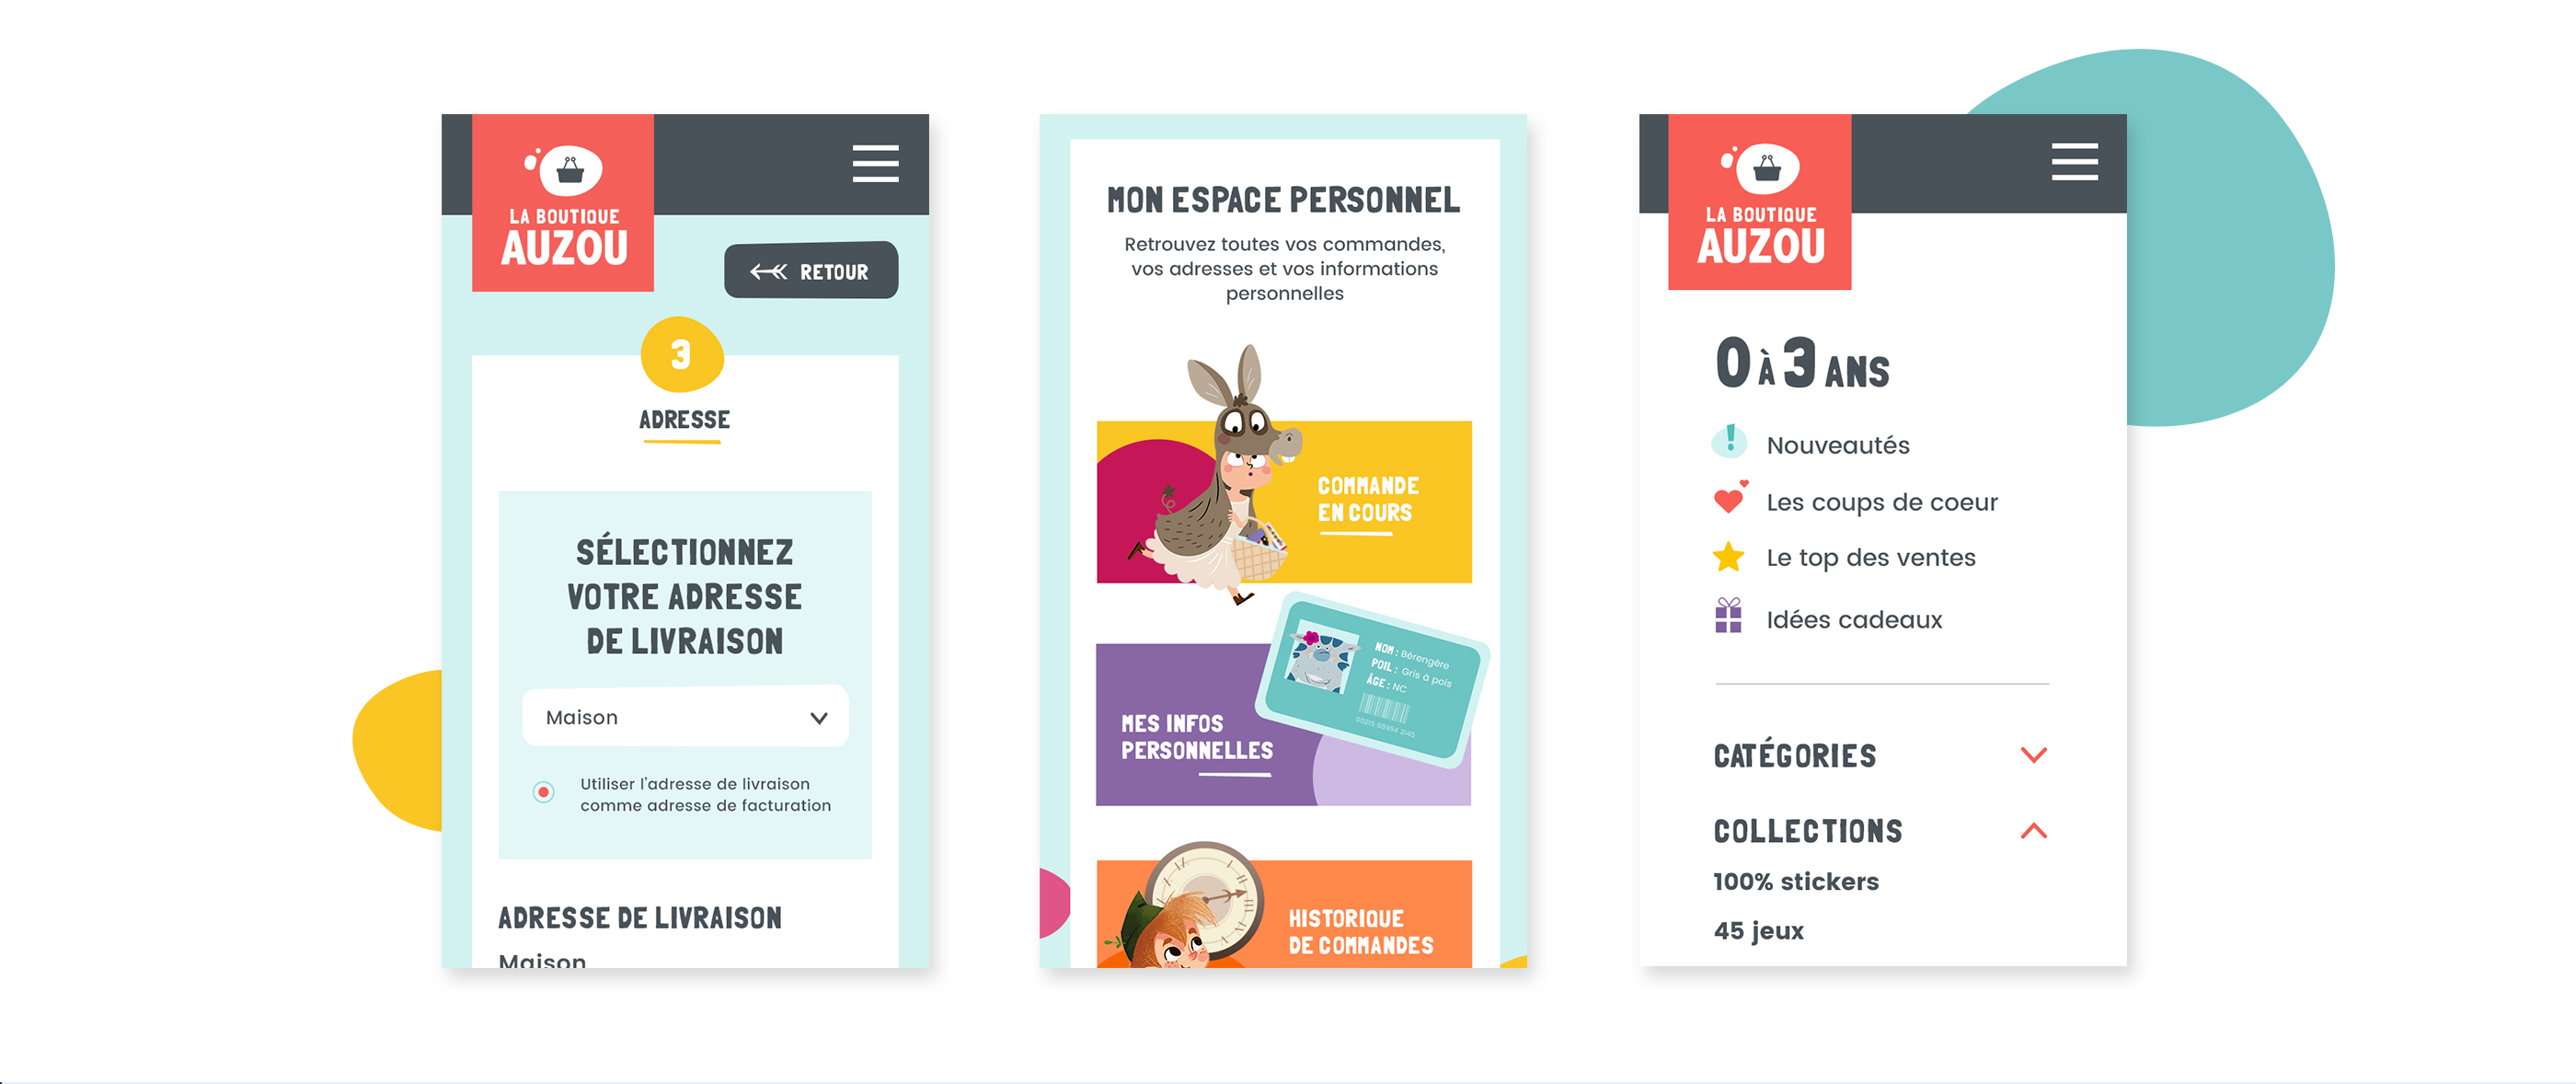 LA BOUTIQUE
AUZOU
RETOUR
3
ADRESSE
SÉLECTIONNEZ
VOTRE ADRESSE
DE LIVRAISON
Maison
Utiliser l'adresse de livraison
comme adresse de facturation
ADRESSE DE LIVRAISON
Maison
MON ESPACE PERSONNEL
Retrouvez toutes vos commandes,
vos adresses et vos informations
personnelles
COMMANDE
EN COURS
NOM : Bérengère
POIL : Gris à pois
ÂGE : NC
00216 88954 2145
MES INFOS
PERSONNELLES
HISTORIQUE
DE COMMANDES
LA BOUTIQUE
AUZOU
0 À 3 ANS
Nouveautés
Les coups de coeur
Le top des ventes
Idées cadeaux
CATÉGORIES
COLLECTIONS
100% stickers
45 jeux